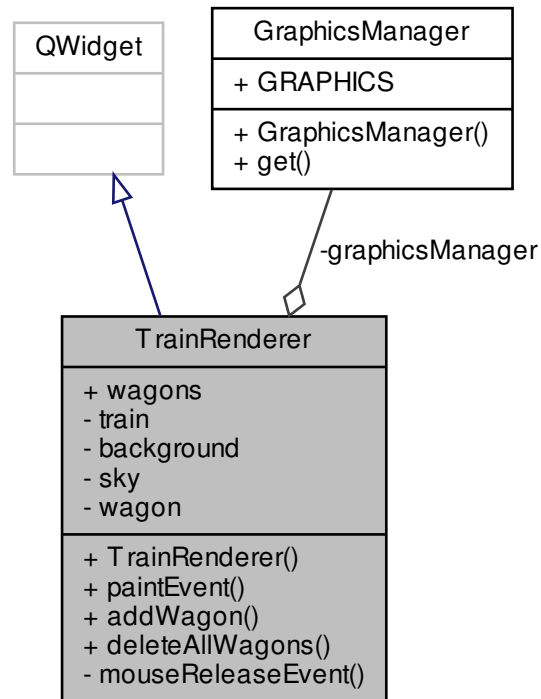 QWidget
GraphicsManager
+ GRAPHICS
+ GraphicsManager()
+ get()
-graphicsManager
TrainRenderer
+ wagons
- train
- background
- sky
- wagon
+ TrainRenderer()
+ paintEvent()
+ addWagon()
+ deleteAllWagons()
- mouseReleaseEvent()